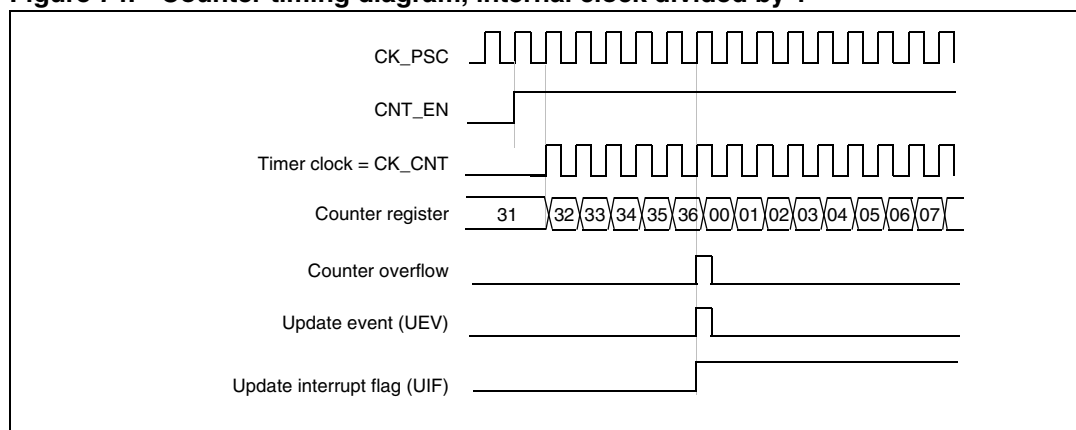 CK_PSC
CNT_EN
Timer clock = CK_CNT
Counter register 31 32 33 34 35 36 00 01 02 03 04 05 06 07
Counter overflow
Update event (UEV)
Update interrupt flag (UIF)